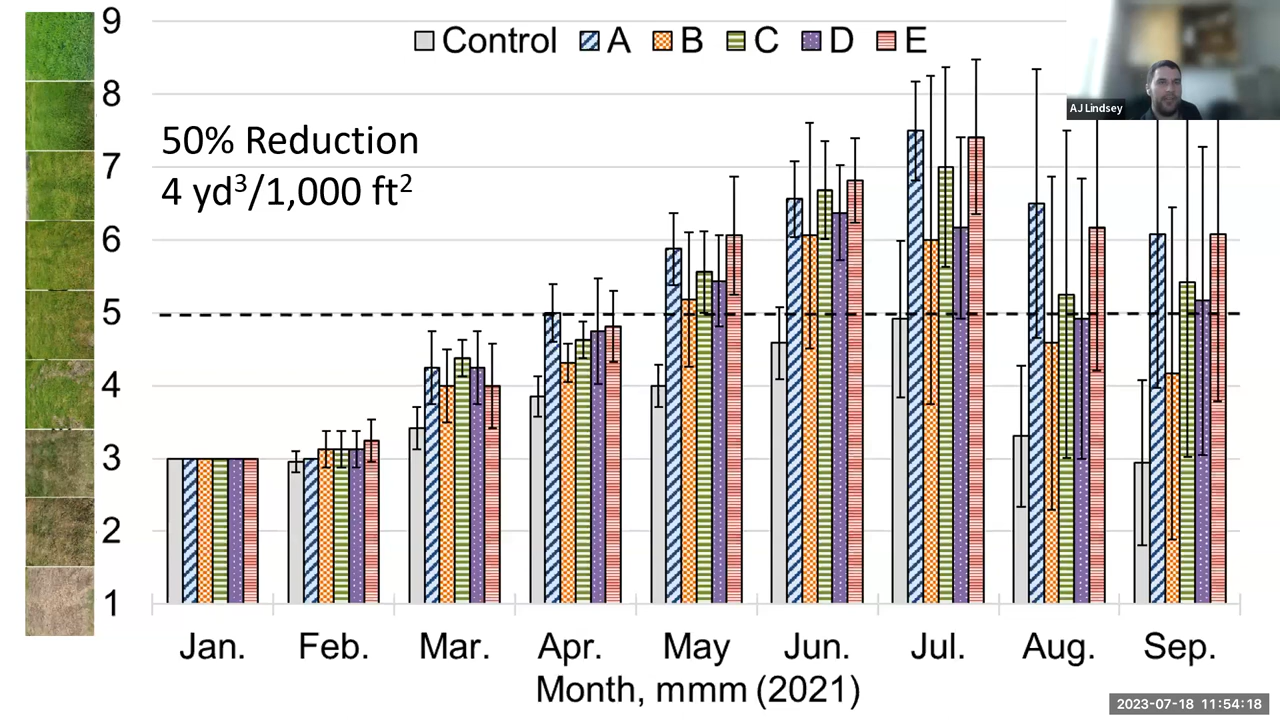 9
Control A B C D E
8
AJ Lindsey
50% Reduction
7
4 yd³/1,000 ft²
6
5
4
3
2
1
Jan. Feb. Mar. Apr. May Jun. Jul. Aug. Sep.
Month, mmm (2021)
2023-07-18 11:54:18